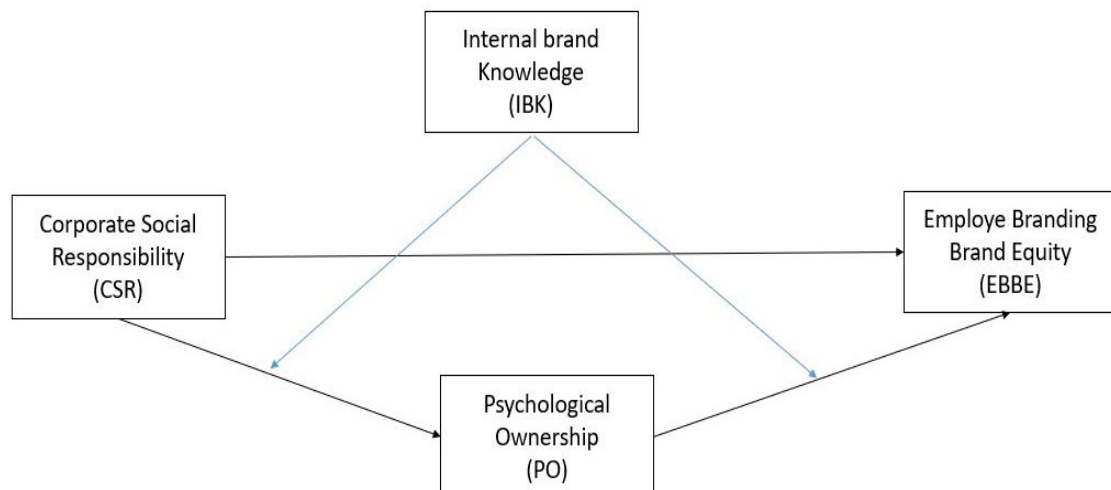 Internal brand
Knowledge
(IBK)
Corporate Social
Responsibility
(CSR)
Employe Branding
Brand Equity
(EBBE)
Psychological
Ownership
(PO)